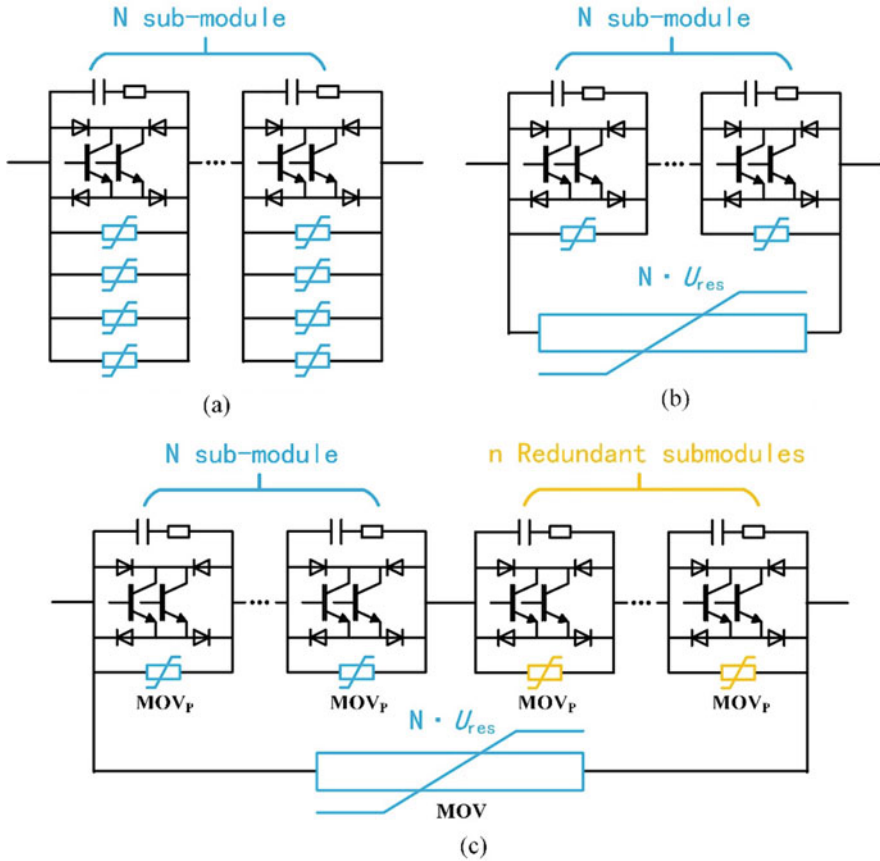 N sub-module
N sub-module
N · Ures
(a)
(b)
N sub-module
n Redundant submodules
MOVP
MOVP
MOVP
MOVP
N · Ures
MOV
(c)